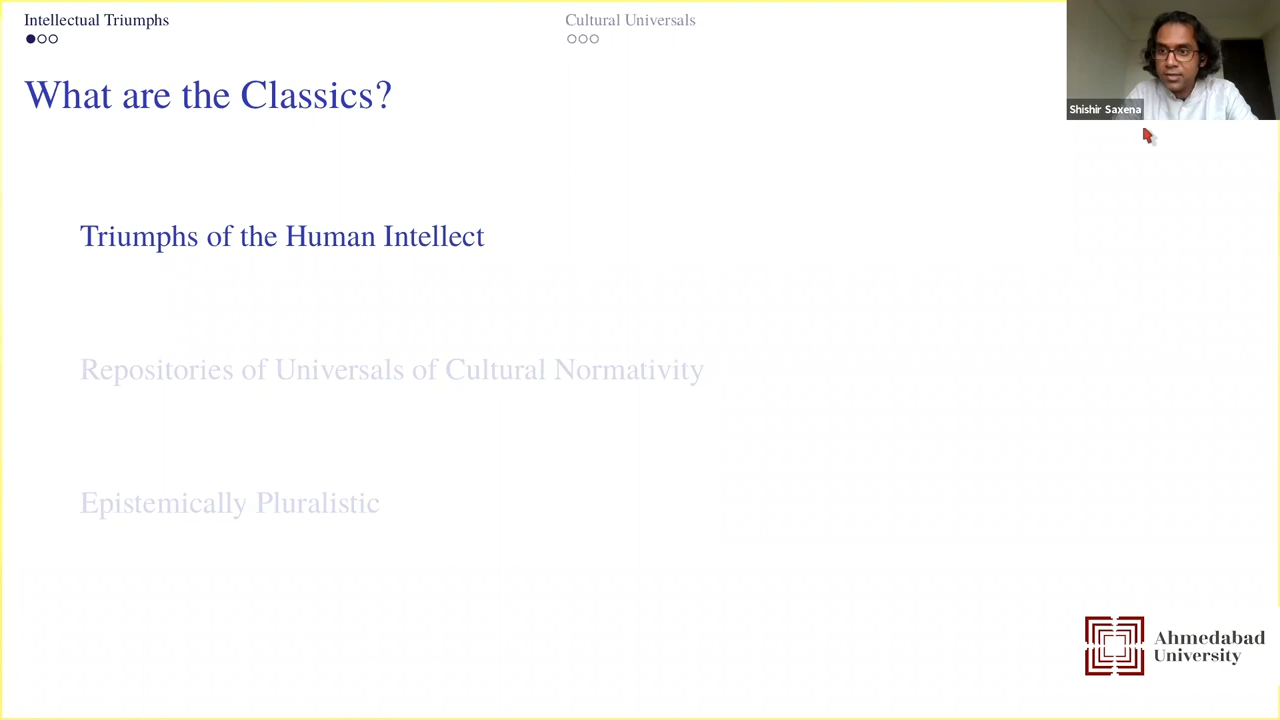 Intellectual Triumphs
Cultural Universals
Shishir Saxena
What are the Classics?
Triumphs of the Human Intellect
Repositories of Universals of Cultural Normativity
Epistemically Pluralistic
Ahmedabad
University